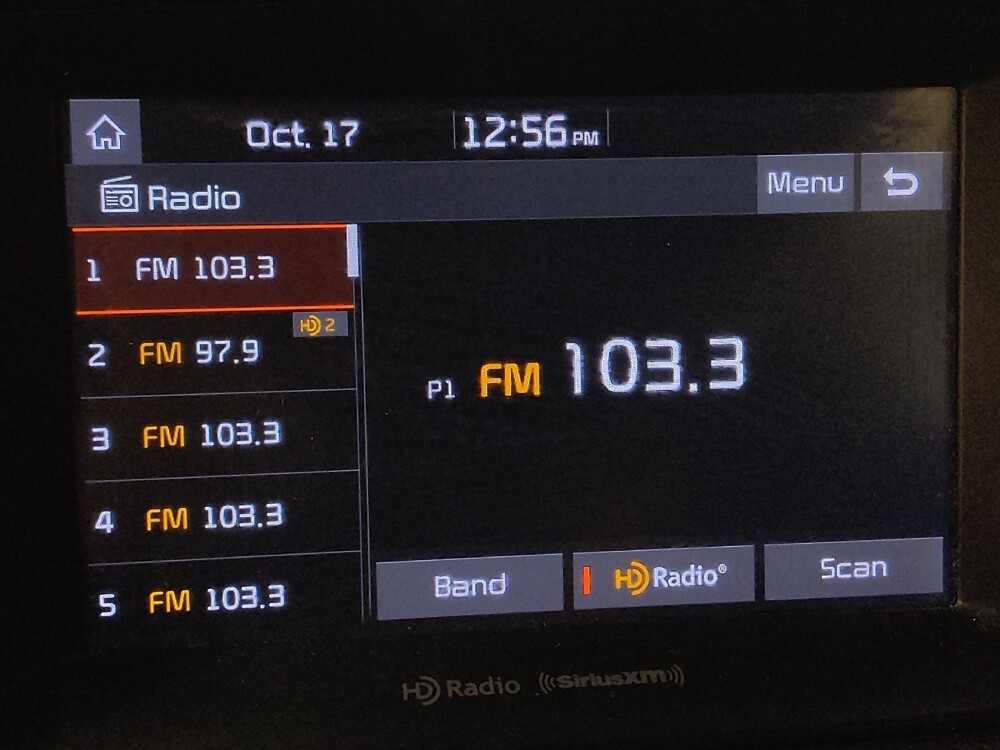 Oct. 17 12:56 PM
Radio Menu
1 FM 103.3
HD 2
2 FM 97.9
3 FM 103.3
4 FM 103.3
5 FM 103.3
P1 FM 103.3
Band HD Radio® Scan
HD Radio SiriusXM